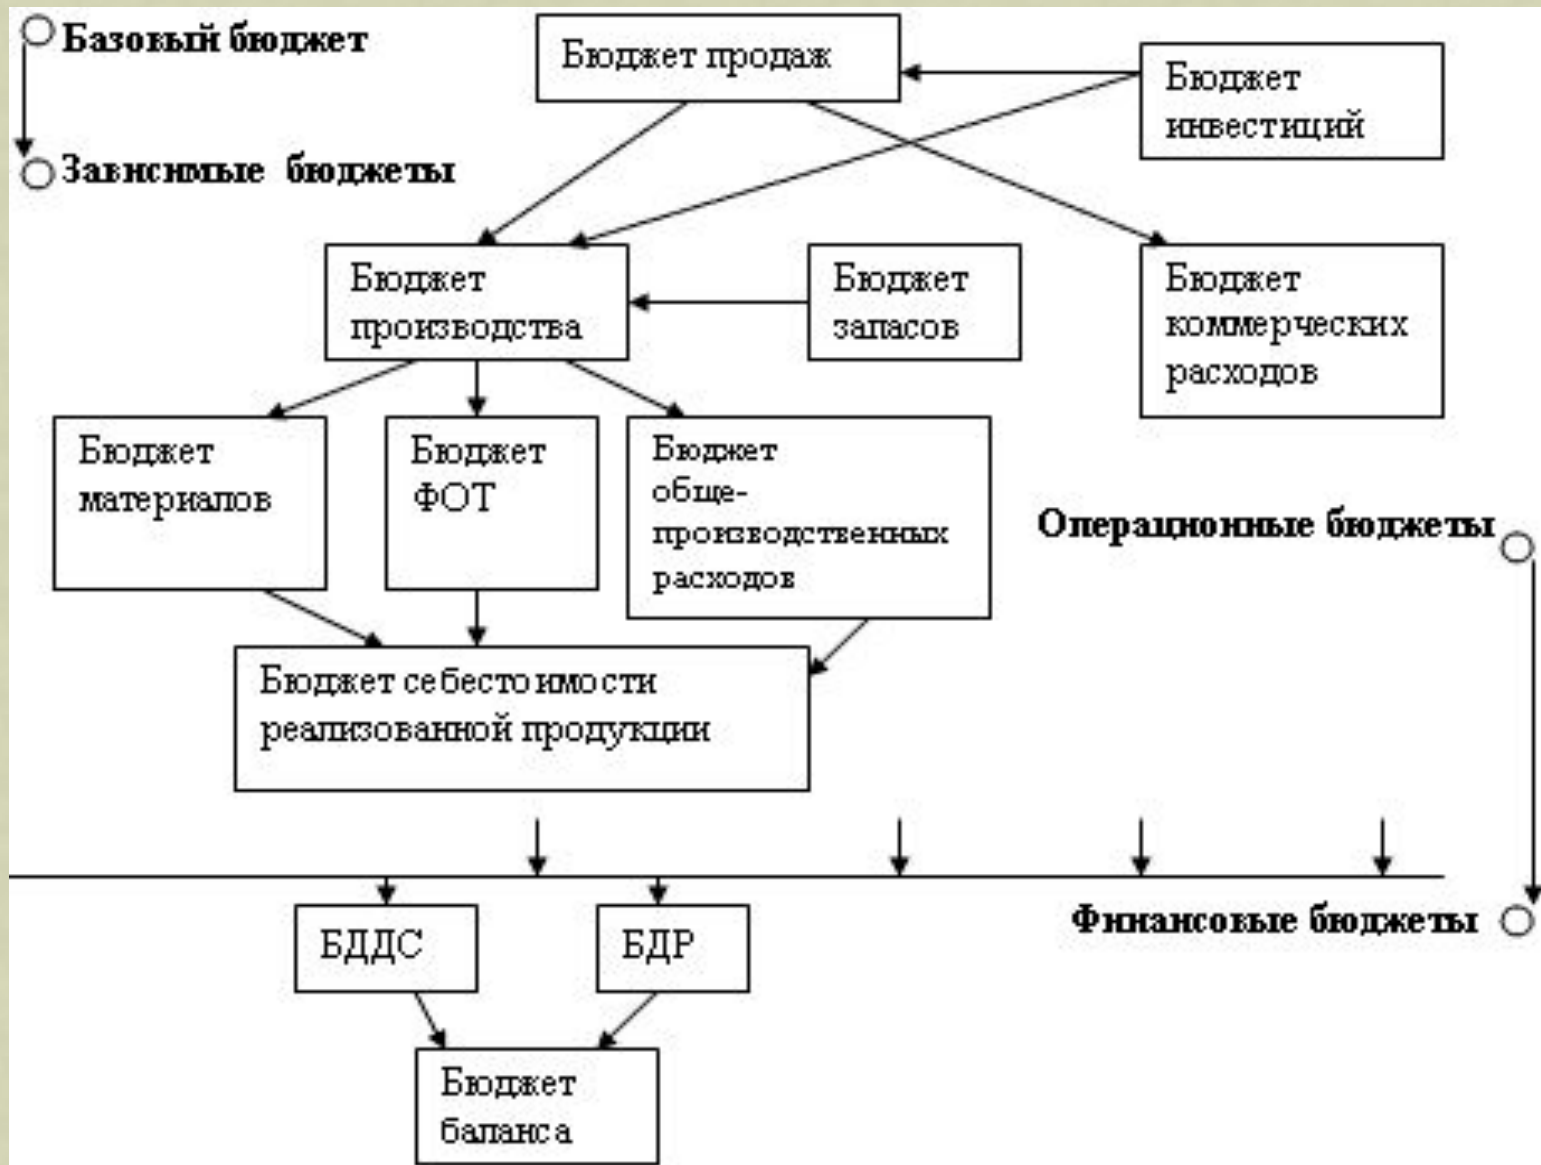 Базовый бюджет
Бюджет продаж
Бюджет
инвестиций
Зависимые бюджеты
Бюджет
производства
Бюджет
запасов
Бюджет
коммерческих
расходов
Бюджет
материалов
Бюджет
ФОТ
Бюджет
обще-
производственных
расходов
Операционные бюджеты
Бюджет себестоимости
реализованной продукции
БДДС
БДР
Финансовые бюджеты
Бюджет
баланса